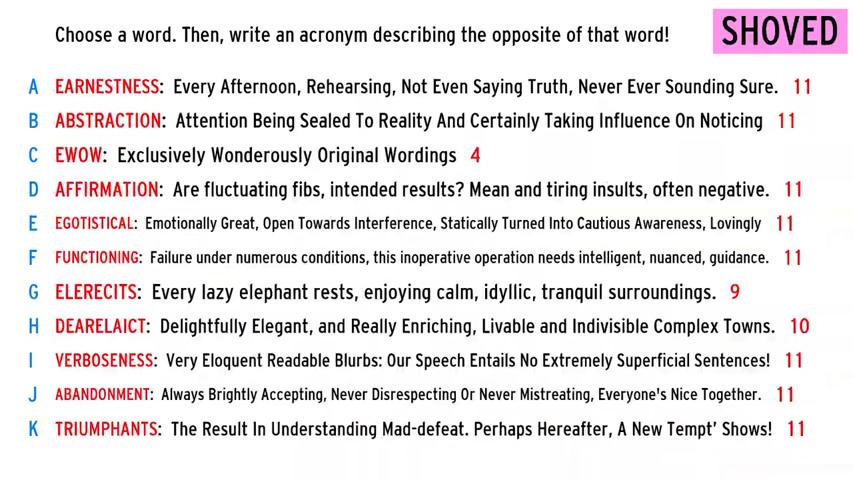 Choose a word. Then, write an acronym describing the opposite of that word!
SHOVED
A EARNESTNESS: Every Afternoon, Rehearsing, Not Even Saying Truth, Never Ever Sounding Sure. 11
B ABSTRACTION: Attention Being Sealed To Reality And Certainly Taking Influence On Noticing 11
C EWOW: Exclusively Wonderously Original Wordings 4
D AFFIRMATION: Are fluctuating fibs, intended results? Mean and tiring insults, often negative. 11
E EGOTISTICAL: Emotionally Great, Open Towards Interference, Statically Turned Into Cautious Awareness, Lovingly 11
F FUNCTIONING: Failure under numerous conditions, this inoperative operation needs intelligent, nuanced, guidance. 11
G ELERECITS: Every lazy elephant rests, enjoying calm, idyllic, tranquil surroundings. 9
H DEARELAICT: Delightfully Elegant, and Really Enriching, Livable and Indivisible Complex Towns. 10
I VERBOSENESS: Very Eloquent Readable Blurbs: Our Speech Entails No Extremely Superficial Sentences! 11
J ABANDONMENT: Always Brightly Accepting, Never Disrespecting Or Never Mistreating, Everyone's Nice Together. 11
K TRIUMPHANTS: The Result In Understanding Mad-defeat. Perhaps Hereafter, A New Tempt' Shows! 11